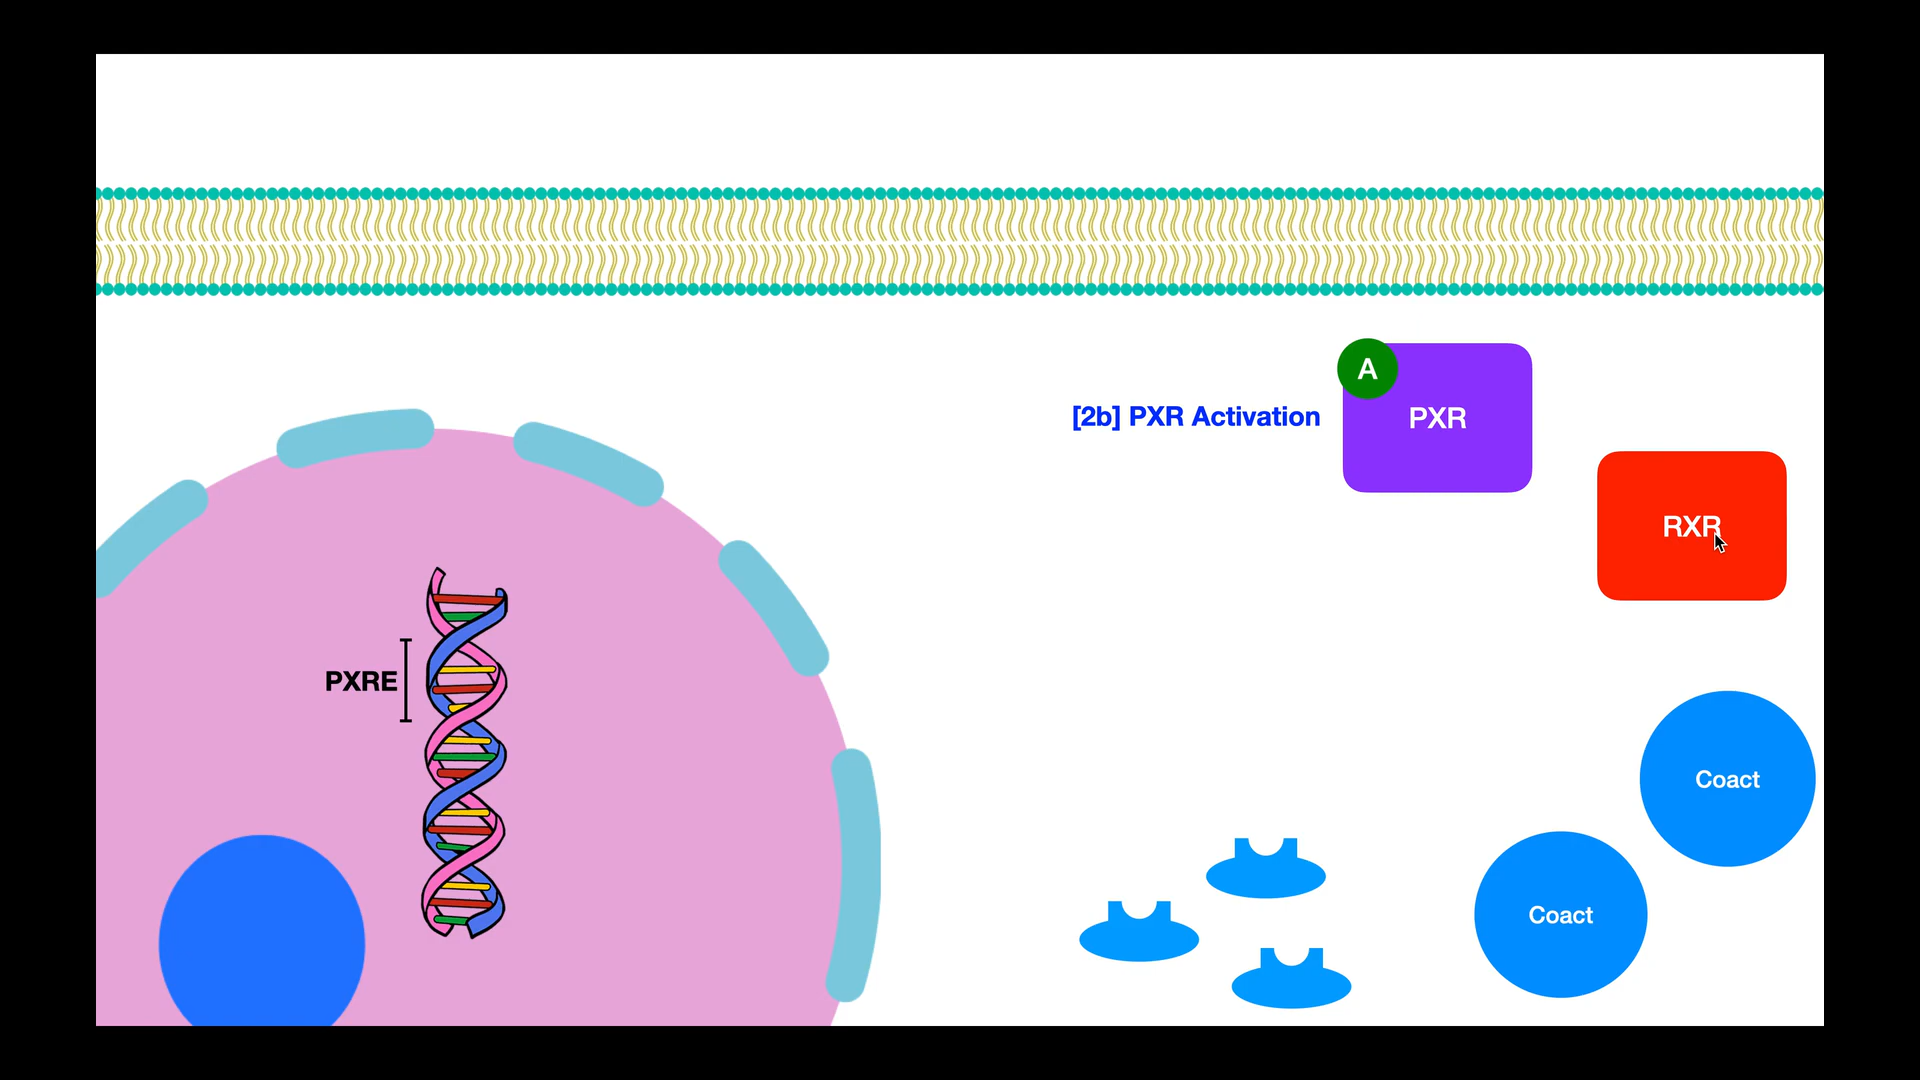 A
[2b] PXR Activation
PXR
RXR
PXRE
Coact
Coact